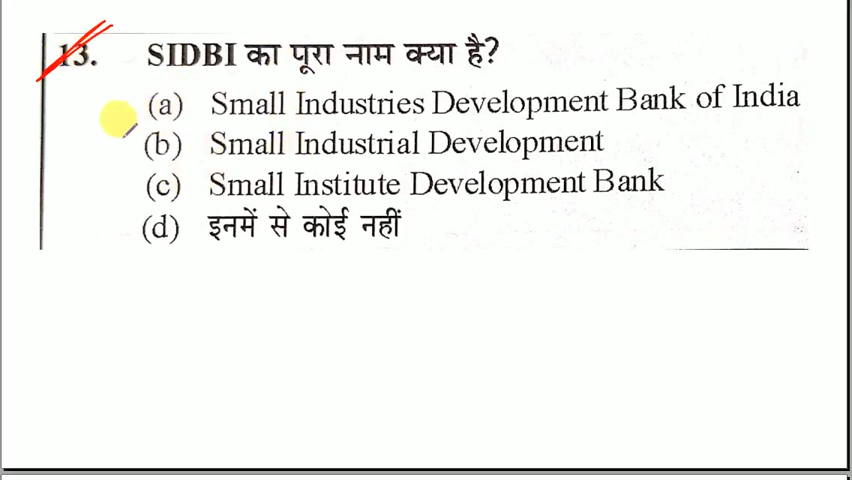 13. SIDBI का पूरा नाम क्या है?
(a) Small Industries Development Bank of India
(b) Small Industrial Development
(c) Small Institute Development Bank
(d) इनमें से कोई नहीं